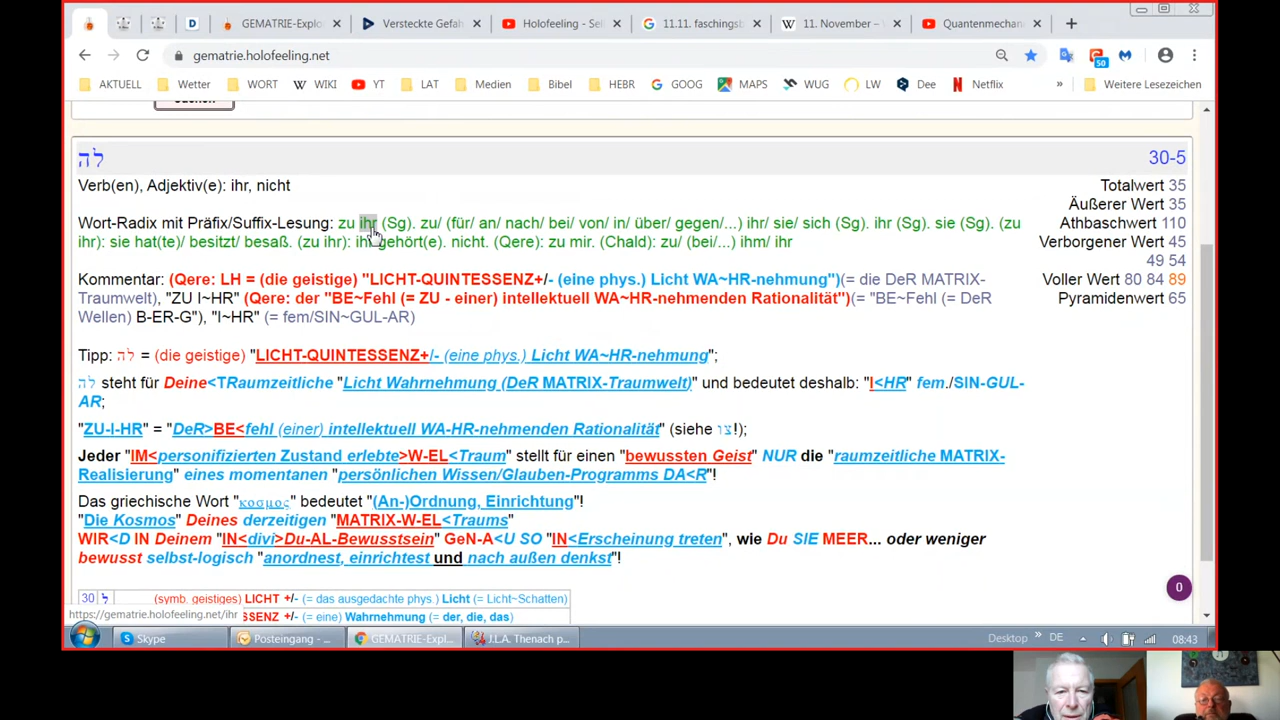 GEMATRIE-Explo
Versteckte Gefah
Holofeeling - Sei
11.11. faschingsb
11. November –
Quantenmechan
gematrie.holofeeling.net
50
AKTUELL Wetter WORT WIKI YT LAT Medien Bibel HEBR GOOG MAPS WUG LW Dee Netflix » Weitere Lesezeichen
לה 30-5
Verb(en), Adjektiv(e): ihr, nicht
Totalwert 35
Äußerer Wert 35
Athbaschwert 110
Verborgener Wert 45
49 54
Voller Wert 80 84 89
Pyramidenwert 65
Wort-Radix mit Präfix/Suffix-Lesung: zu ihr (Sg). zu/ (für/ an/ nach/ bei/ von/ in/ über/ gegen/...) ihr/ sie/ sich (Sg). ihr (Sg). sie (Sg). (zu
ihr): sie hat(te)/ besitzt/ besaß. (zu ihr): ihr gehört(e). nicht. (Qere): zu mir. (Chald): zu/ (bei/...) ihm/ ihr
Kommentar: (Qere: LH = (die geistige) "LICHT-QUINTESSENZ+/- (eine phys.) Licht WA~HR-nehmung")(= die DeR MATRIX-
Traumwelt), "ZU I~HR" (Qere: der "BE~Fehl (= ZU - einer) intellektuell WA~HR-nehmenden Rationalität")(= "BE~Fehl (= DeR
Wellen) B-ER-G"), "I~HR" (= fem/SIN~GUL-AR)
Tipp: לה = (die geistige) "LICHT-QUINTESSENZ+/- (eine phys.) Licht WA~HR-nehmung";
לה steht für Deine<TRaumzeitliche "Licht Wahrnehmung (DeR MATRIX-Traumwelt)" und bedeutet deshalb: "I<HR" fem./SIN-GUL-
AR;
"ZU-I-HR" = "DeR>BE<fehl (einer) intellektuell WA-HR-nehmenden Rationalität" (siehe צו!);
Jeder "IM<personifizierten Zustand erlebte>W-EL<Traum" stellt für einen "bewussten Geist" NUR die "raumzeitliche MATRIX-
Realisierung" eines momentanen "persönlichen Wissen/Glauben-Programms DA<R"!
Das griechische Wort "κοσμος" bedeutet "(An-)Ordnung, Einrichtung"!
"Die Kosmos" Deines derzeitigen "MATRIX-W-EL<Traums"
WIR<D IN Deinem "IN<divi>Du-AL-Bewusstsein" GeN-A<U SO "IN<Erscheinung treten", wie Du SIE MEER... oder weniger
bewusst selbst-logisch "anordnest, einrichtest und nach außen denkst"!
0
30 ל (symb. geistiges) LICHT +/- (= das ausgedachte phys.) Licht (= Licht~Schatten)
https://gematrie.holofeeling.net/ihr SSENZ +/- (= eine) Wahrnehmung (= der, die, das)
Skype Posteingang - ... GEMATRIE-Expl... J.L.A. Thenach p... Desktop » DE 08:43